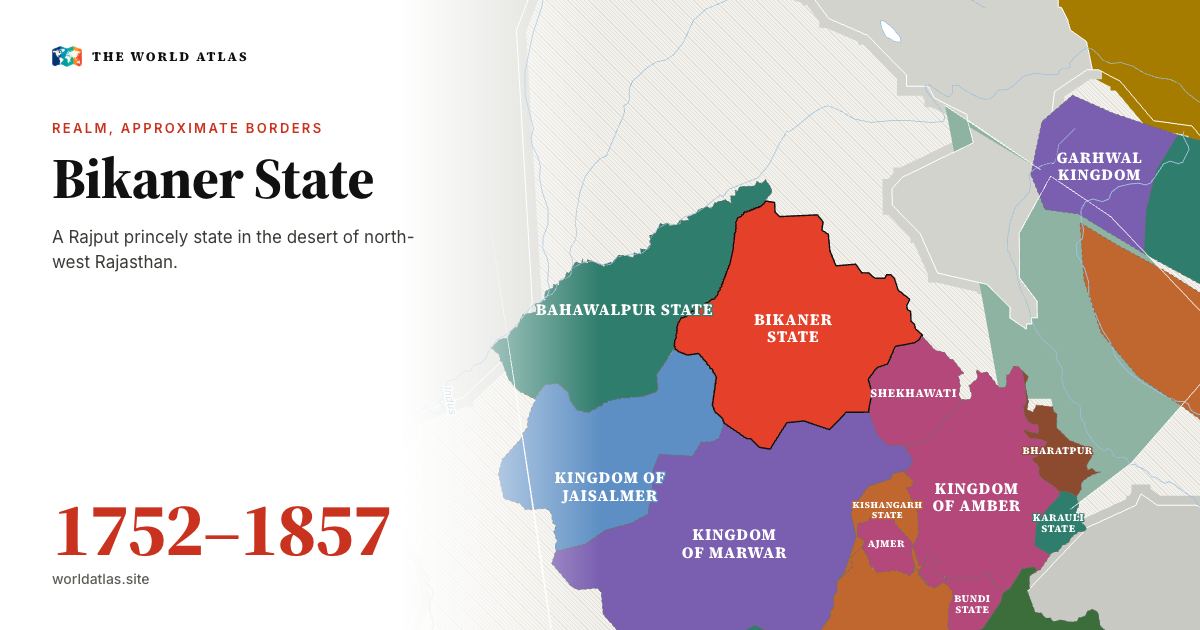 THE WORLD ATLAS
REALM, APPROXIMATE BORDERS
Bikaner State
A Rajput princely state in the desert of north-
west Rajasthan.
1752–1857
worldatlas.site
GARHWAL
KINGDOM
BAHAWALPUR STATE
BIKANER
STATE
Indus
SHEKHAWATI
BHARATPUR
KINGDOM OF
JAISALMER
KINGDOM
OF AMBER
KISHANGARH
STATE
KARAULI
STATE
KINGDOM
OF MARWAR
AJMER
BUNDI
STATE